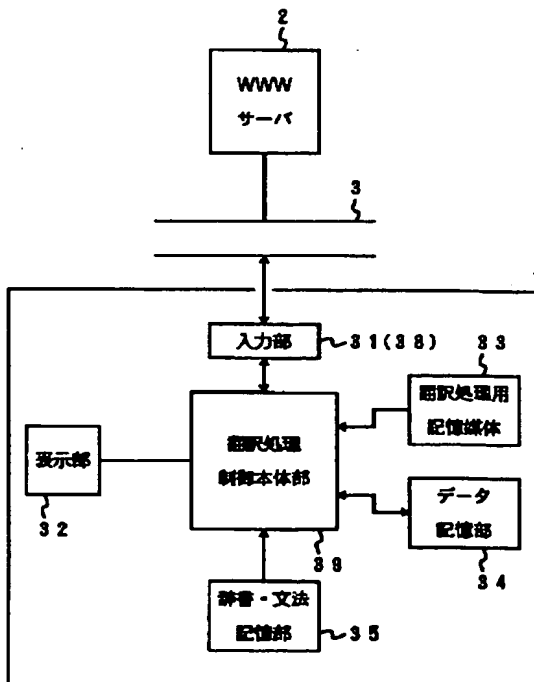 2
WWW
サーバ
3
入力部
31(38)
33
翻訳処理用
記憶媒体
翻訳処理
制御本体部
表示部
32
データ
記憶部
34
39
辞書・文法
記憶部
35